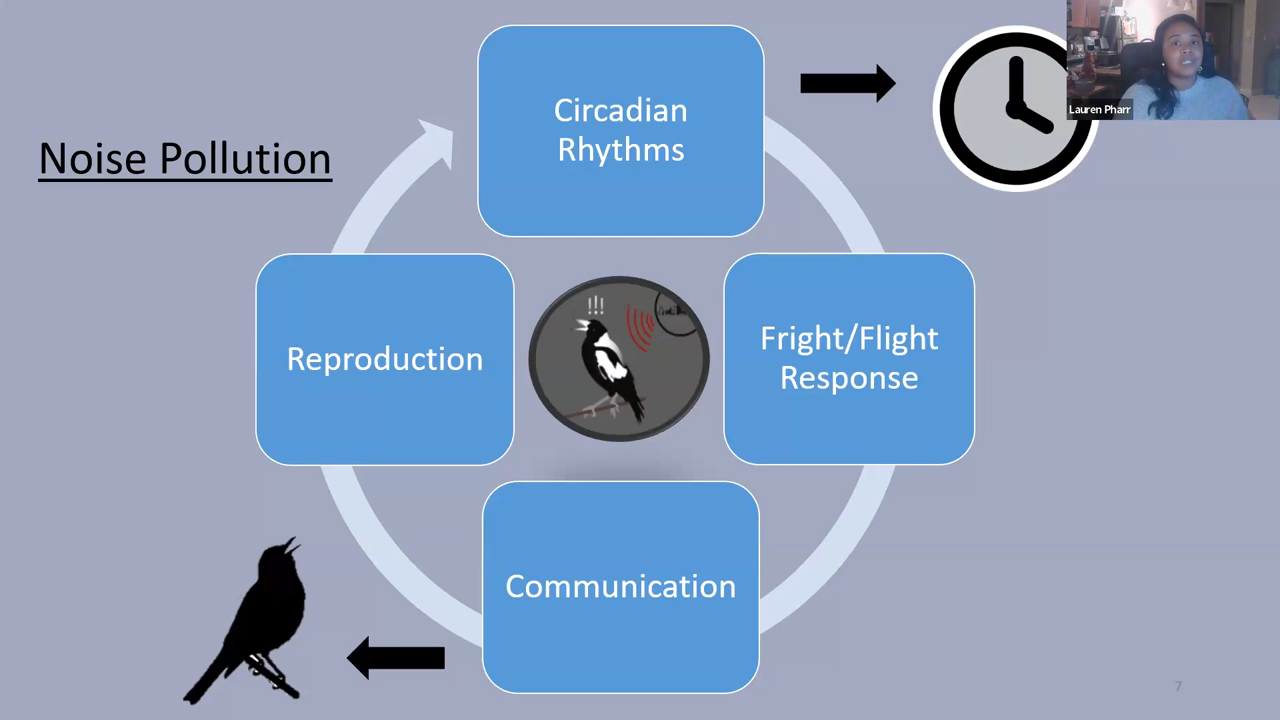 Noise Pollution
Circadian
Rhythms
Lauren Pharr
Reproduction
!!!
Fright/Flight
Response
Communication
7